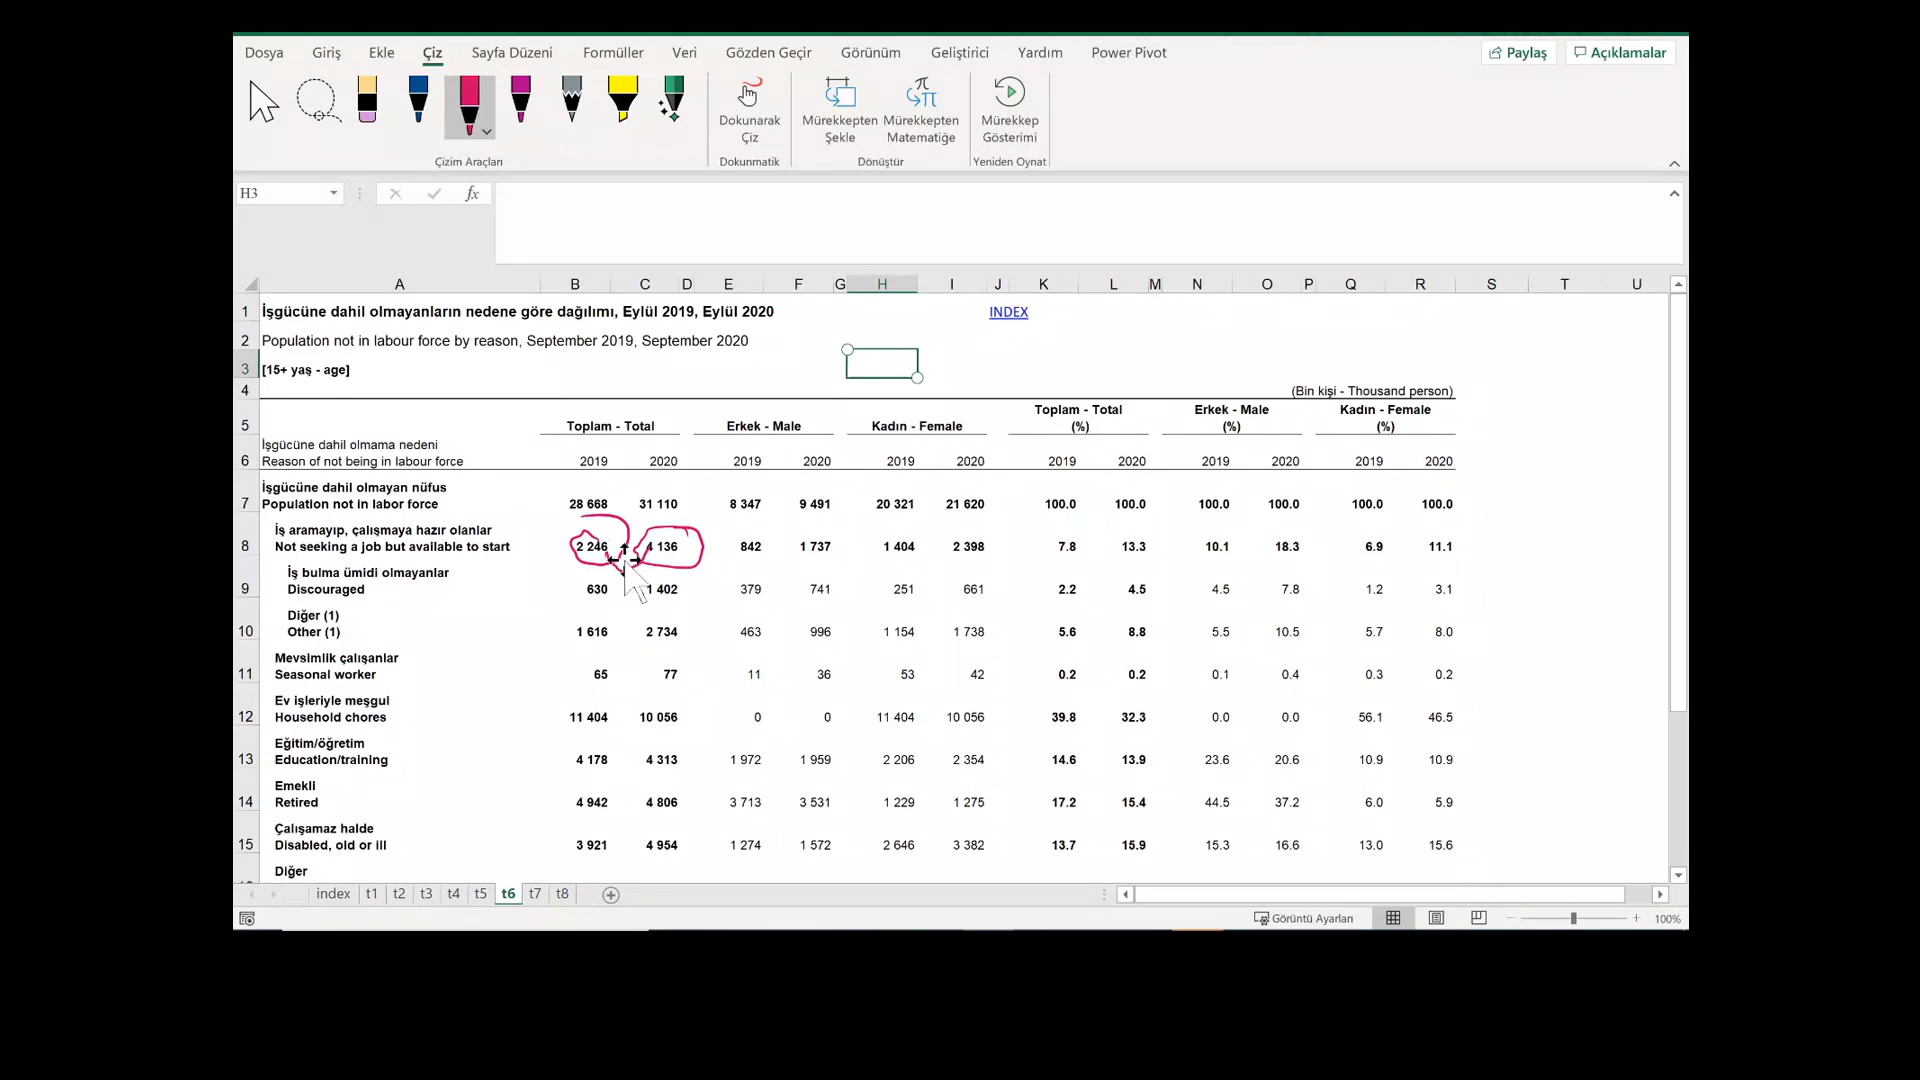 Dosya Giriş Ekle Çiz Sayfa Düzeni Formüller Veri Gözden Geçir Görünüm Geliştirici Yardım Power Pivot Paylaş Açıklamalar
Dokunarak Çiz Mürekkepten Şekle Mürekkepten Matematiğe Mürekkep Gösterimi
Çizim Araçları Dokunmatik Dönüştür Yeniden Oynat
H3 fx
A B C D E F G H I J K L M N O P Q R S T U
1 İşgücüne dahil olmayanların nedene göre dağılımı, Eylül 2019, Eylül 2020 INDEX
2 Population not in labour force by reason, September 2019, September 2020
3 [15+ yaş - age]
4 (Bin kişi - Thousand person)
Toplam - Total Erkek - Male Kadın - Female
5 Toplam - Total Erkek - Male Kadın - Female (%) (%) (%)
İşgücüne dahil olmama nedeni
6 Reason of not being in labour force 2019 2020 2019 2020 2019 2020 2019 2020 2019 2020 2019 2020
İşgücüne dahil olmayan nüfus
7 Population not in labor force 28 668 31 110 8 347 9 491 20 321 21 620 100.0 100.0 100.0 100.0 100.0 100.0
İş aramayıp, çalışmaya hazır olanlar
8 Not seeking a job but available to start 2 246 4 136 842 1 737 1 404 2 398 7.8 13.3 10.1 18.3 6.9 11.1
İş bulma ümidi olmayanlar
9 Discouraged 630 1 402 379 741 251 661 2.2 4.5 4.5 7.8 1.2 3.1
Diğer (1)
10 Other (1) 1 616 2 734 463 996 1 154 1 738 5.6 8.8 5.5 10.5 5.7 8.0
Mevsimlik çalışanlar
11 Seasonal worker 65 77 11 36 53 42 0.2 0.2 0.1 0.4 0.3 0.2
Ev işleriyle meşgul
12 Household chores 11 404 10 056 0 0 11 404 10 056 39.8 32.3 0.0 0.0 56.1 46.5
Eğitim/öğretim
13 Education/training 4 178 4 313 1 972 1 959 2 206 2 354 14.6 13.9 23.6 20.6 10.9 10.9
Emekli
14 Retired 4 942 4 806 3 713 3 531 1 229 1 275 17.2 15.4 44.5 37.2 6.0 5.9
Çalışamaz halde
15 Disabled, old or ill 3 921 4 954 1 274 1 572 2 646 3 382 13.7 15.9 15.3 16.6 13.0 15.6
Diğer
index t1 t2 t3 t4 t5 t6 t7 t8
Görüntü Ayarları 100%